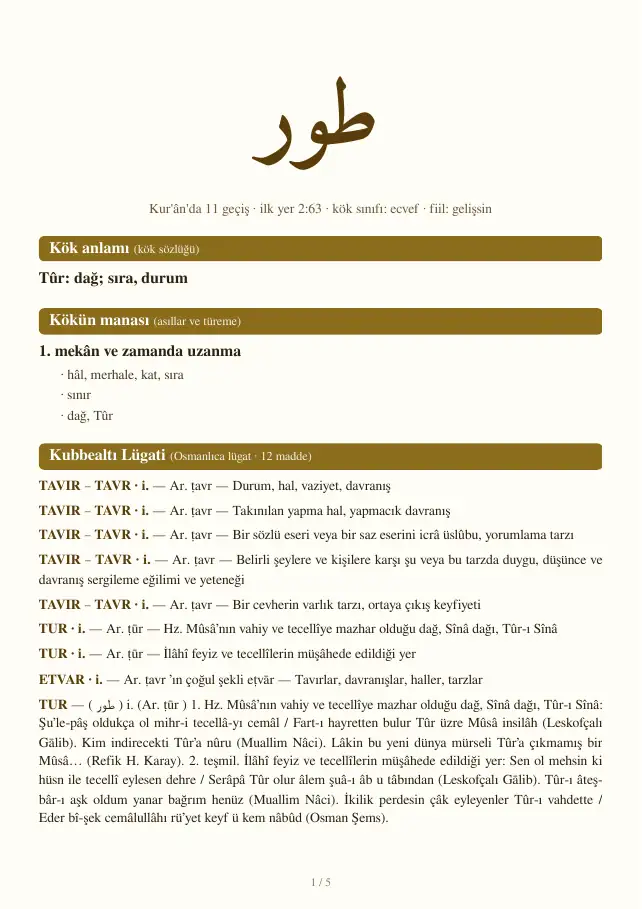 طور
Kur'ân'da 11 geçiş · ilk yer 2:63 · kök sınıfı: ecvef · fiil: gelişsin
Kök anlamı (kök sözlüğü)
Tûr: dağ; sıra, durum
Kökün manası (asıllar ve türeme)
1. mekân ve zamanda uzanma
· hâl, merhale, kat, sıra
· sınır
· dağ, Tûr
Kubbealtı Lügati (Osmanlıca lügat · 12 madde)
TAVIR – TAVR · i. — Ar. ṭavr — Durum, hal, vaziyet, davranış
TAVIR – TAVR · i. — Ar. ṭavr — Takınılan yapma hal, yapmacık davranış
TAVIR – TAVR · i. — Ar. ṭavr — Bir sözlü eseri veya bir saz eserini icrâ üslûbu, yorumlama tarzı
TAVIR – TAVR · i. — Ar. ṭavr — Belirli şeylere ve kişilere karşı şu veya bu tarzda duygu, düşünce ve
davranış sergileme eğilimi ve yeteneği
TAVIR – TAVR · i. — Ar. ṭavr — Bir cevherin varlık tarzı, ortaya çıkış keyfiyeti
TUR · i. — Ar. ṭūr — Hz. Mûsâ’nın vahiy ve tecellîye mazhar olduğu dağ, Sînâ dağı, Tûr-ı Sînâ
TUR · i. — Ar. ṭūr — İlâhî feyiz ve tecellîlerin müşâhede edildiği yer
ETVAR · i. — Ar. ṭavr ’ın çoğul şekli eṭvār — Tavırlar, davranışlar, haller, tarzlar
TUR — ( طور ) i. (Ar. ṭūr ) 1. Hz. Mûsâ’nın vahiy ve tecellîye mazhar olduğu dağ, Sînâ dağı, Tûr-ı Sînâ:
Şu’le-pâş oldukça ol mihr-i tecellâ-yı cemâl / Fart-ı hayretten bulur Tûr üzre Mûsâ insilâh (Leskofçalı
Gālib). Kim indirecekti Tûr’a nûru (Muallim Nâci). Lâkin bu yeni dünya mürseli Tûr’a çıkmamış bir
Mûsâ… (Refik H. Karay). 2. teşmil. İlâhî feyiz ve tecellîlerin müşâhede edildiği yer: Sen ol mehsin ki
hüsn ile tecellî eylesen dehre / Serâpâ Tûr olur âlem şuâ-ı âb u tâbından (Leskofçalı Gālib). Tûr-ı âteş-
bâr-ı aşk oldum yanar bağrım henüz (Muallim Nâci). İkilik perdesin çâk eyleyenler Tûr-ı vahdette /
Eder bî-şek cemâlullâhı rü’yet keyf ü kem nâbûd (Osman Şems).
1 / 5